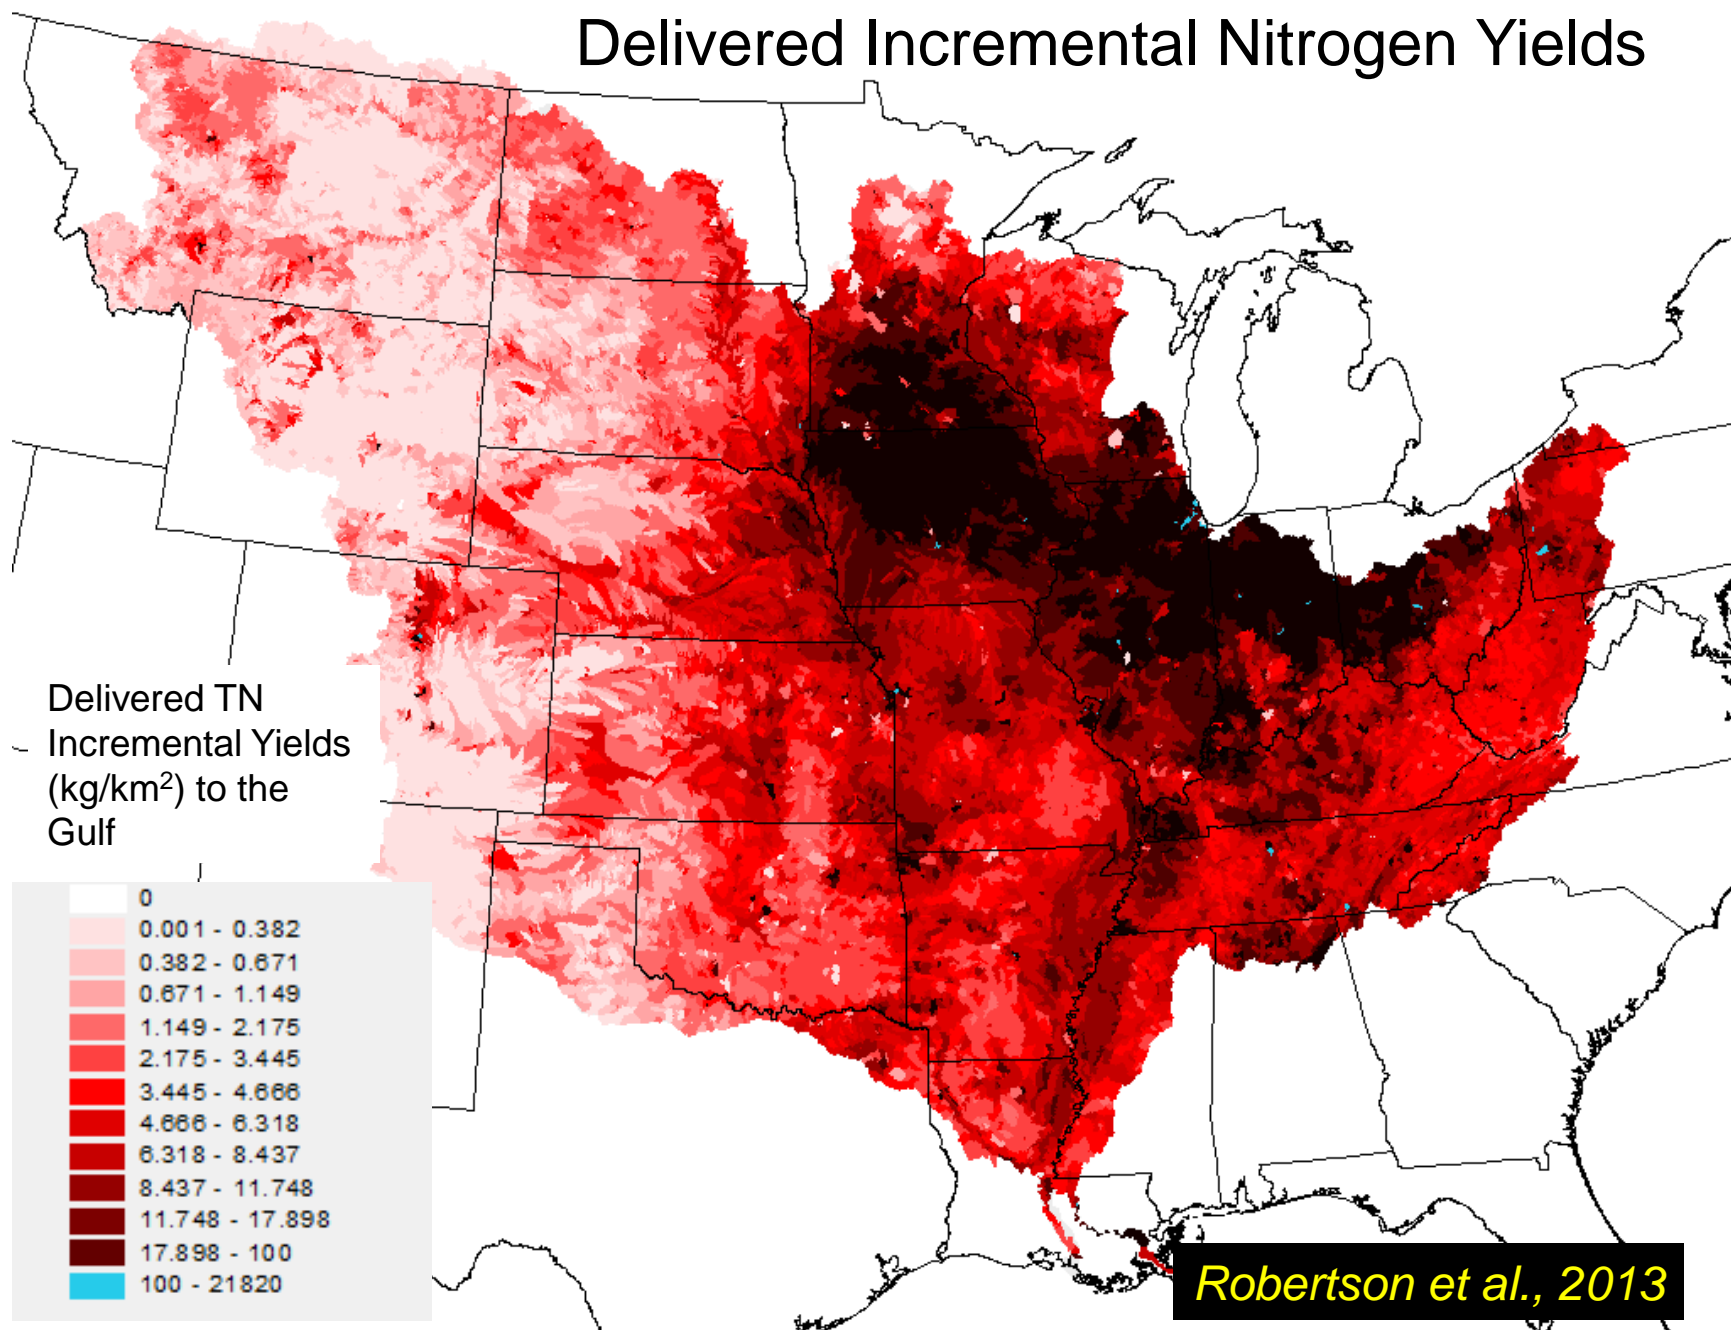 Delivered Incremental Nitrogen Yields
Delivered TN
Incremental Yields
(kg/km²) to the
Gulf
0
0.001 - 0.382
0.382 - 0.671
0.671 - 1.149
1.149 - 2.175
2.175 - 3.445
3.445 - 4.666
4.666 - 6.318
6.318 - 8.437
8.437 - 11.748
11.748 - 17.898
17.898 - 100
100 - 21820
Robertson et al., 2013